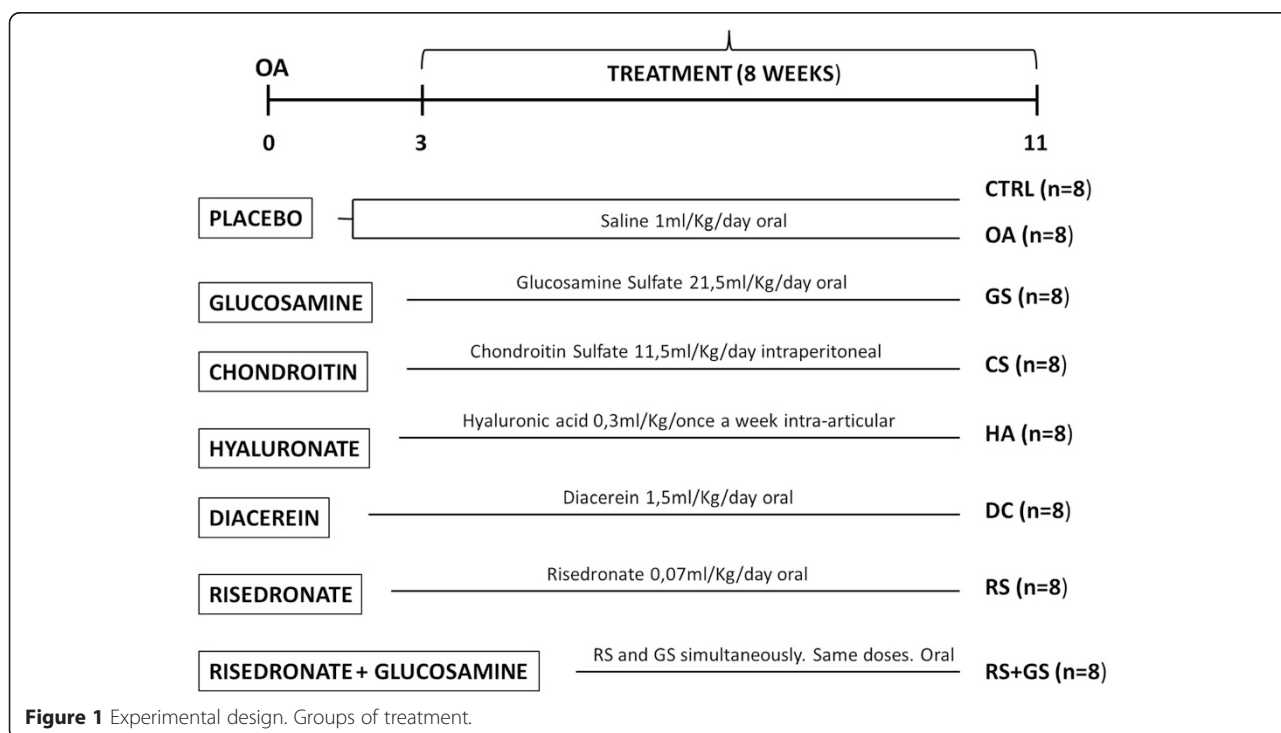 OA
TREATMENT (8 WEEKS)
0 3 11
PLACEBO
Saline 1ml/Kg/day oral
CTRL (n=8)
OA (n=8)
GLUCOSAMINE
Glucosamine Sulfate 21,5ml/Kg/day oral
GS (n=8)
CHONDROITIN
Chondroitin Sulfate 11,5ml/Kg/day intraperitoneal
CS (n=8)
HYALURONATE
Hyaluronic acid 0,3ml/Kg/once a week intra-articular
HA (n=8)
DIACEREIN
Diacerein 1,5ml/Kg/day oral
DC (n=8)
RISEDRONATE
Risedronate 0,07ml/Kg/day oral
RS (n=8)
RISEDRONATE + GLUCOSAMINE
RS and GS simultaneously. Same doses. Oral
RS+GS (n=8)
Figure 1 Experimental design. Groups of treatment.